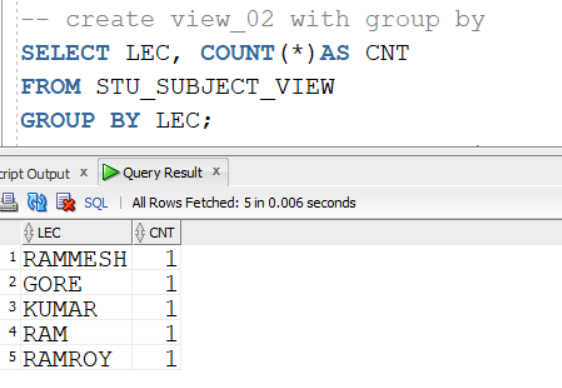 -- create view_02 with group by
SELECT LEC, COUNT(*)AS CNT
FROM STU_SUBJECT_VIEW
GROUP BY LEC;
cript Output x Query Result x
SQL | All Rows Fetched: 5 in 0.006 seconds
LEC CNT
1 RAMMESH 1
2 GORE 1
3 KUMAR 1
4 RAM 1
5 RAMROY 1